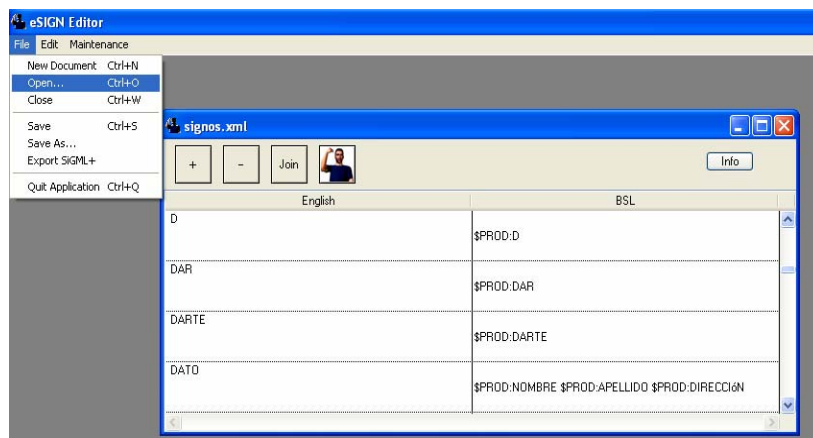 eSIGN Editor
File Edit Maintenance
New Document Ctrl+N
Open... Ctrl+O
Close Ctrl+W
Save Ctrl+S
Save As...
Export SiGML+
Quit Application Ctrl+Q
signos.xml
+ - Join Info
English BSL
D
$PROD:D
DAR
$PROD:DAR
DARTE
$PROD:DARTE
DATO
$PROD:NOMBRE $PROD:APELLIDO $PROD:DIRECCIóN